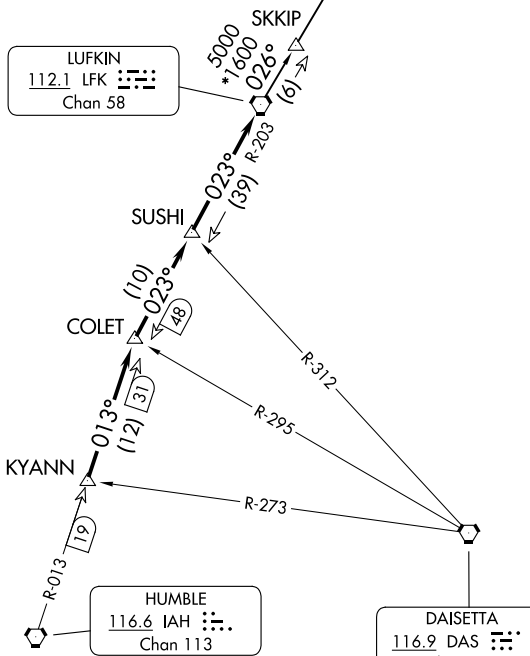 SKKIP
5000
*1600
026°
(6)
LUFKIN
112.1 LFK
Chan 58
R-203
023°
(39)
SUSHI
(10)
023°
48
COLET
R-312
31
013°
(12)
R-295
KYANN
R-273
19
R-013
HUMBLE
116.6 IAH
Chan 113
DAISETTA
116.9 DAS